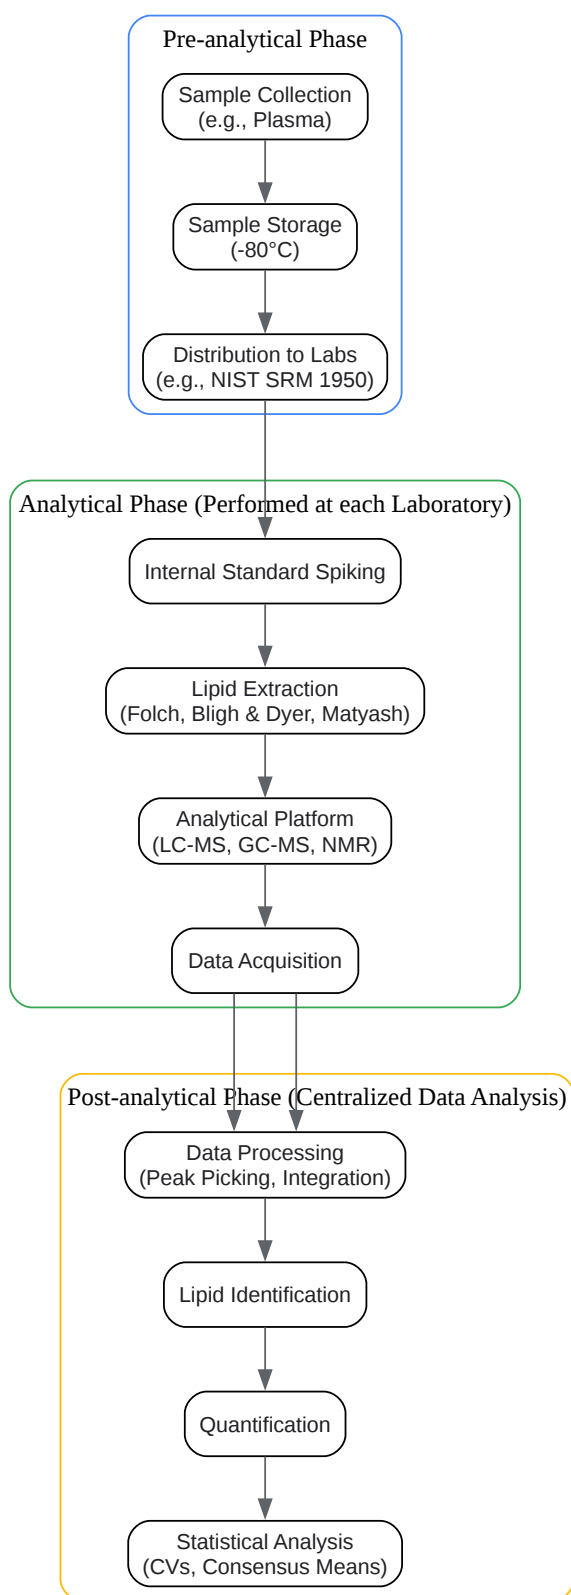 Pre-analytical Phase
Sample Collection
(e.g., Plasma)
Sample Storage
(-80°C)
Distribution to Labs
(e.g., NIST SRM 1950)
Analytical Phase (Performed at each Laboratory)
Internal Standard Spiking
Lipid Extraction
(Folch, Bligh & Dyer, Matyash)
Analytical Platform
(LC-MS, GC-MS, NMR)
Data Acquisition
Post-analytical Phase (Centralized Data Analysis)
Data Processing
(Peak Picking, Integration)
Lipid Identification
Quantification
Statistical Analysis
(CVs, Consensus Means)